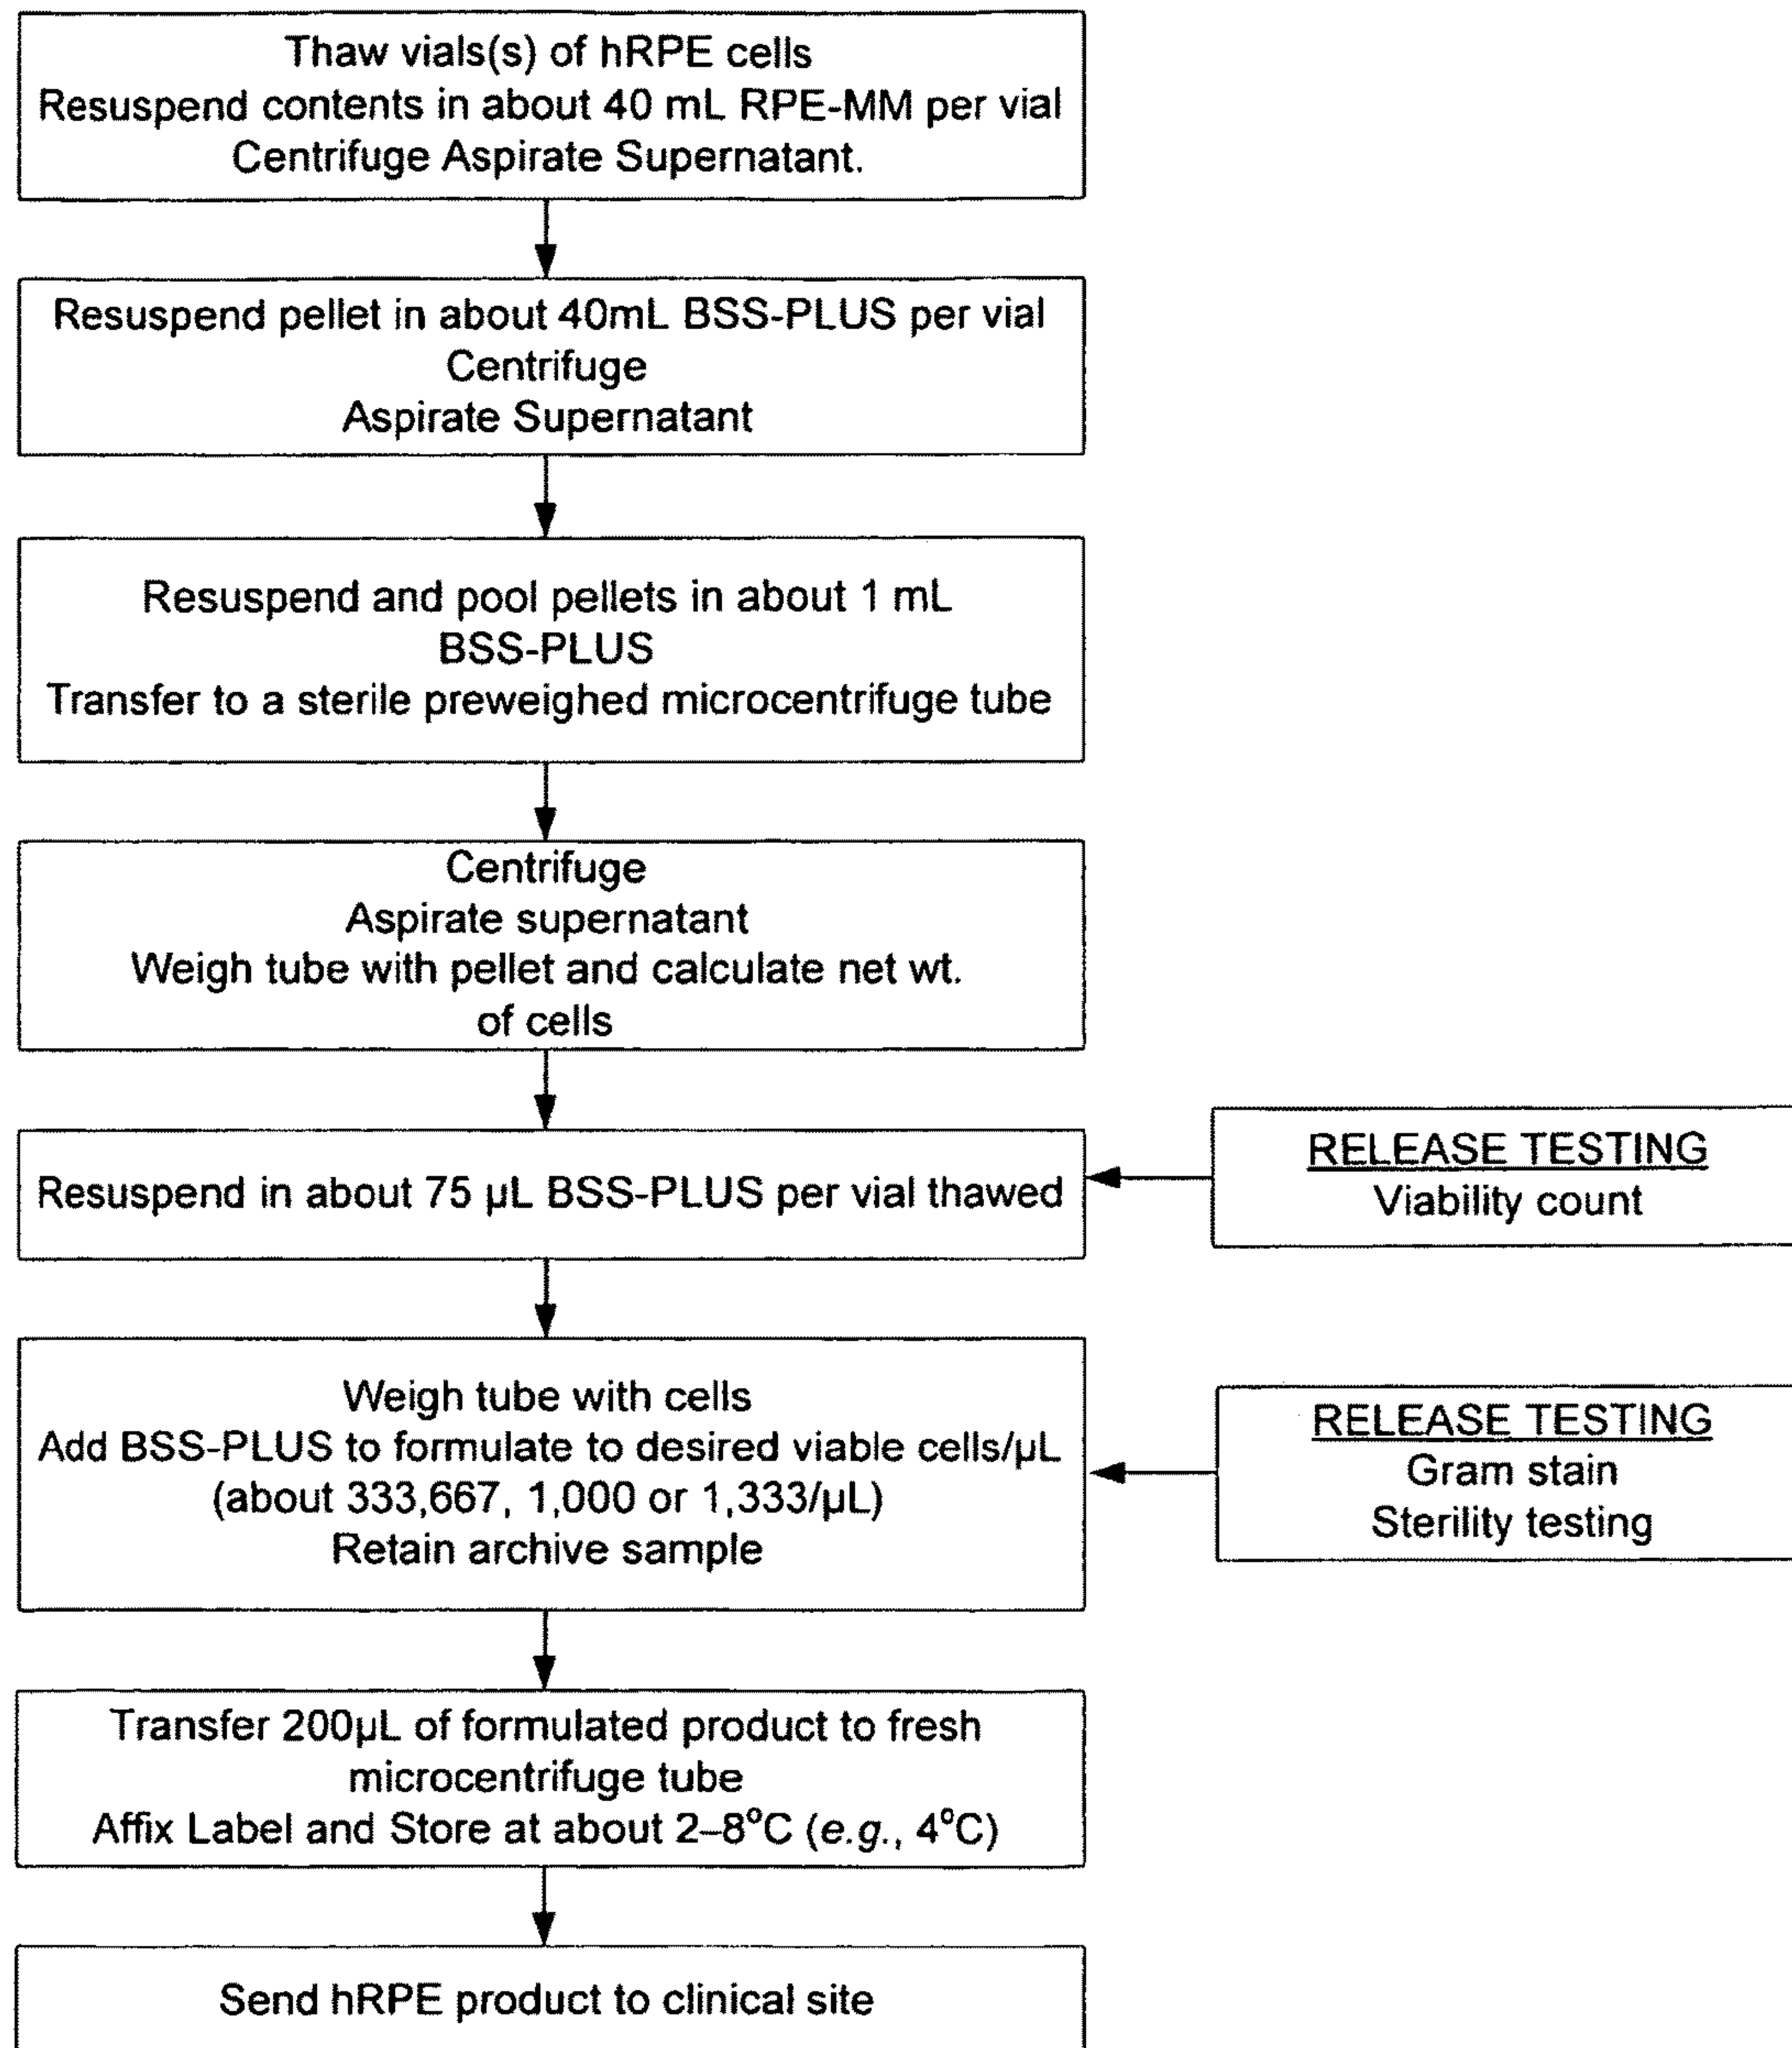 Thaw vials(s) of hRPE cells
Resuspend contents in about 40 mL RPE-MM per vial
Centrifuge Aspirate Supernatant.
Resuspend pellet in about 40mL BSS-PLUS per vial
Centrifuge
Aspirate Supernatant
Resuspend and pool pellets in about 1 mL
BSS-PLUS
Transfer to a sterile preweighed microcentrifuge tube
Centrifuge
Aspirate supernatant
Weigh tube with pellet and calculate net wt.
of cells
Resuspend in about 75 µL BSS-PLUS per vial thawed
RELEASE TESTING
Viability count
Weigh tube with cells
Add BSS-PLUS to formulate to desired viable cells/µL
(about 333,667, 1,000 or 1,333/µL)
Retain archive sample
RELEASE TESTING
Gram stain
Sterility testing
Transfer 200µL of formulated product to fresh
microcentrifuge tube
Affix Label and Store at about 2–8°C (e.g., 4°C)
Send hRPE product to clinical site